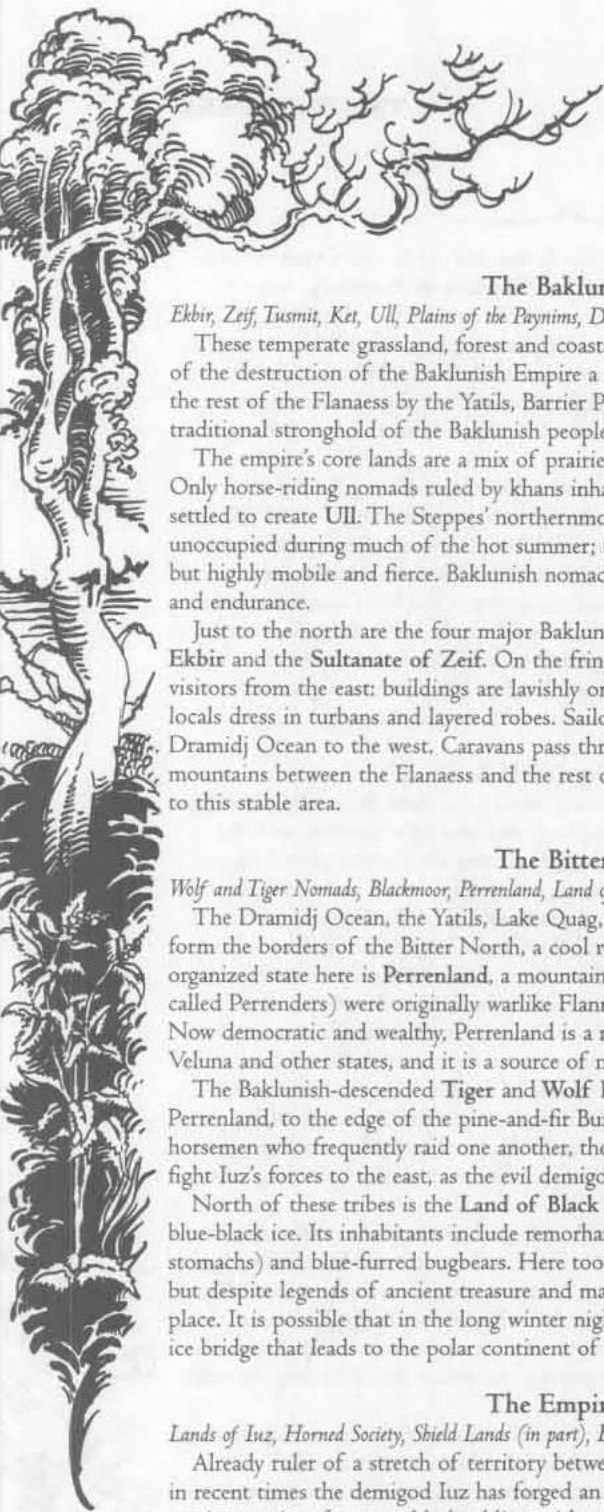 The Baklun
Ekbir, Zeif, Tusmit, Ket, Ull, Plains of the Paynims, D
These temperate grassland, forest and coast
of the destruction of the Baklunish Empire a
the rest of the Flanaess by the Yatils, Barrier P
traditional stronghold of the Baklunish people
The empire's core lands are a mix of prairie
Only horse-riding nomads ruled by khans inha
settled to create Ull. The Steppes' northernmo
unoccupied during much of the hot summer;
but highly mobile and fierce. Baklunish nomad
and endurance.
Just to the north are the four major Baklun
Ekbir and the Sultanate of Zeif. On the frin
visitors from the east: buildings are lavishly or
locals dress in turbans and layered robes. Sail
Dramidj Ocean to the west. Caravans pass thr
mountains between the Flanaess and the rest
to this stable area.
The Bitter
Wolf and Tiger Nomads, Blackmoor, Perrenland, Land
The Dramidj Ocean, the Yatils, Lake Quag,
form the borders of the Bitter North, a cool r
organized state here is Perrenland, a mountain
called Perrenders) were originally warlike Flann
Now democratic and wealthy, Perrenland is a
Veluna and other states, and it is a source of
The Baklunish-descended Tiger and Wolf
Perrenland, to the edge of the pine-and-fir Bu
horsemen who frequently raid one another, the
fight Iuz's forces to the east, as the evil demigo
North of these tribes is the Land of Black
blue-black ice. Its inhabitants include remorha
stomachs) and blue-furred bugbears. Here too
but despite legends of ancient treasure and ma
place. It is possible that in the long winter nigh
ice bridge that leads to the polar continent of
The Empir
Lands of Iuz, Horned Society, Shield Lands (in part),
Already ruler of a stretch of territory betwe
in recent times the demigod Iuz has forged an